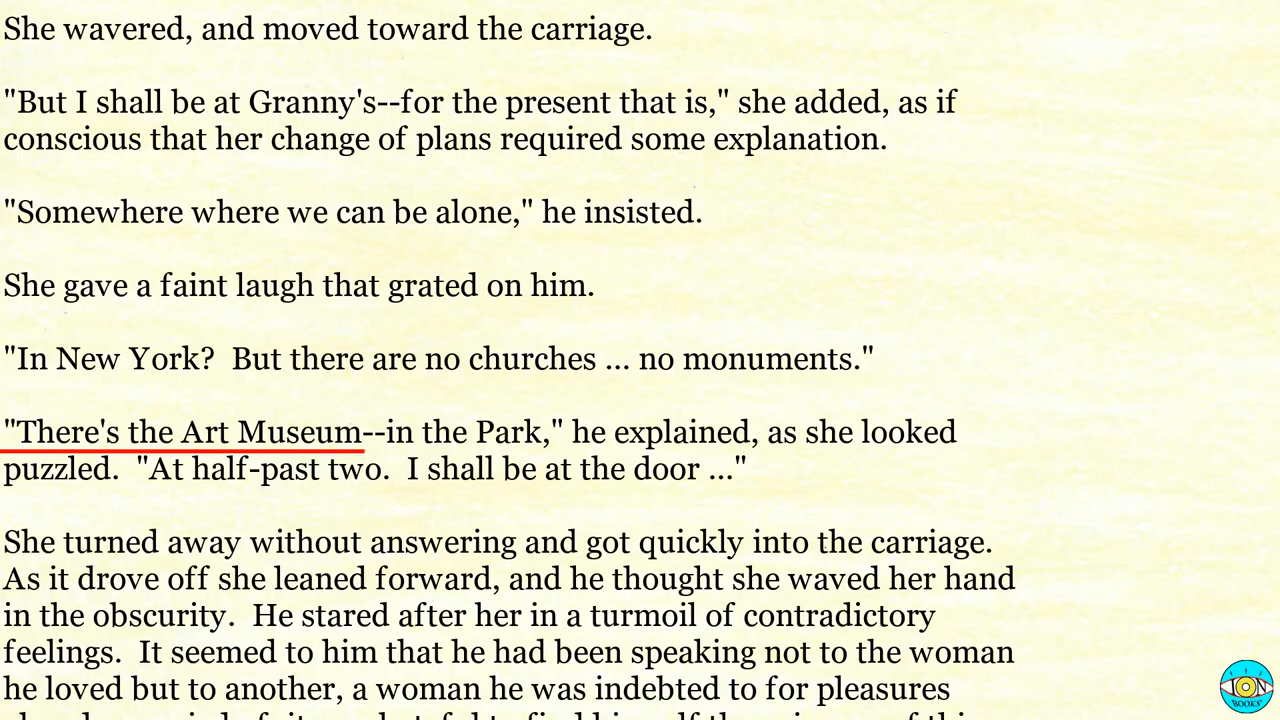 She wavered, and moved toward the carriage.
"But I shall be at Granny's--for the present that is," she added, as if
conscious that her change of plans required some explanation.
"Somewhere where we can be alone," he insisted.
She gave a faint laugh that grated on him.
"In New York?  But there are no churches ... no monuments."
"There's the Art Museum--in the Park," he explained, as she looked
puzzled.  "At half-past two.  I shall be at the door ..."
She turned away without answering and got quickly into the carriage.
As it drove off she leaned forward, and he thought she waved her hand
in the obscurity.  He stared after her in a turmoil of contradictory
feelings.  It seemed to him that he had been speaking not to the woman
he loved but to another, a woman he was indebted to for pleasures
ION
BOOKS